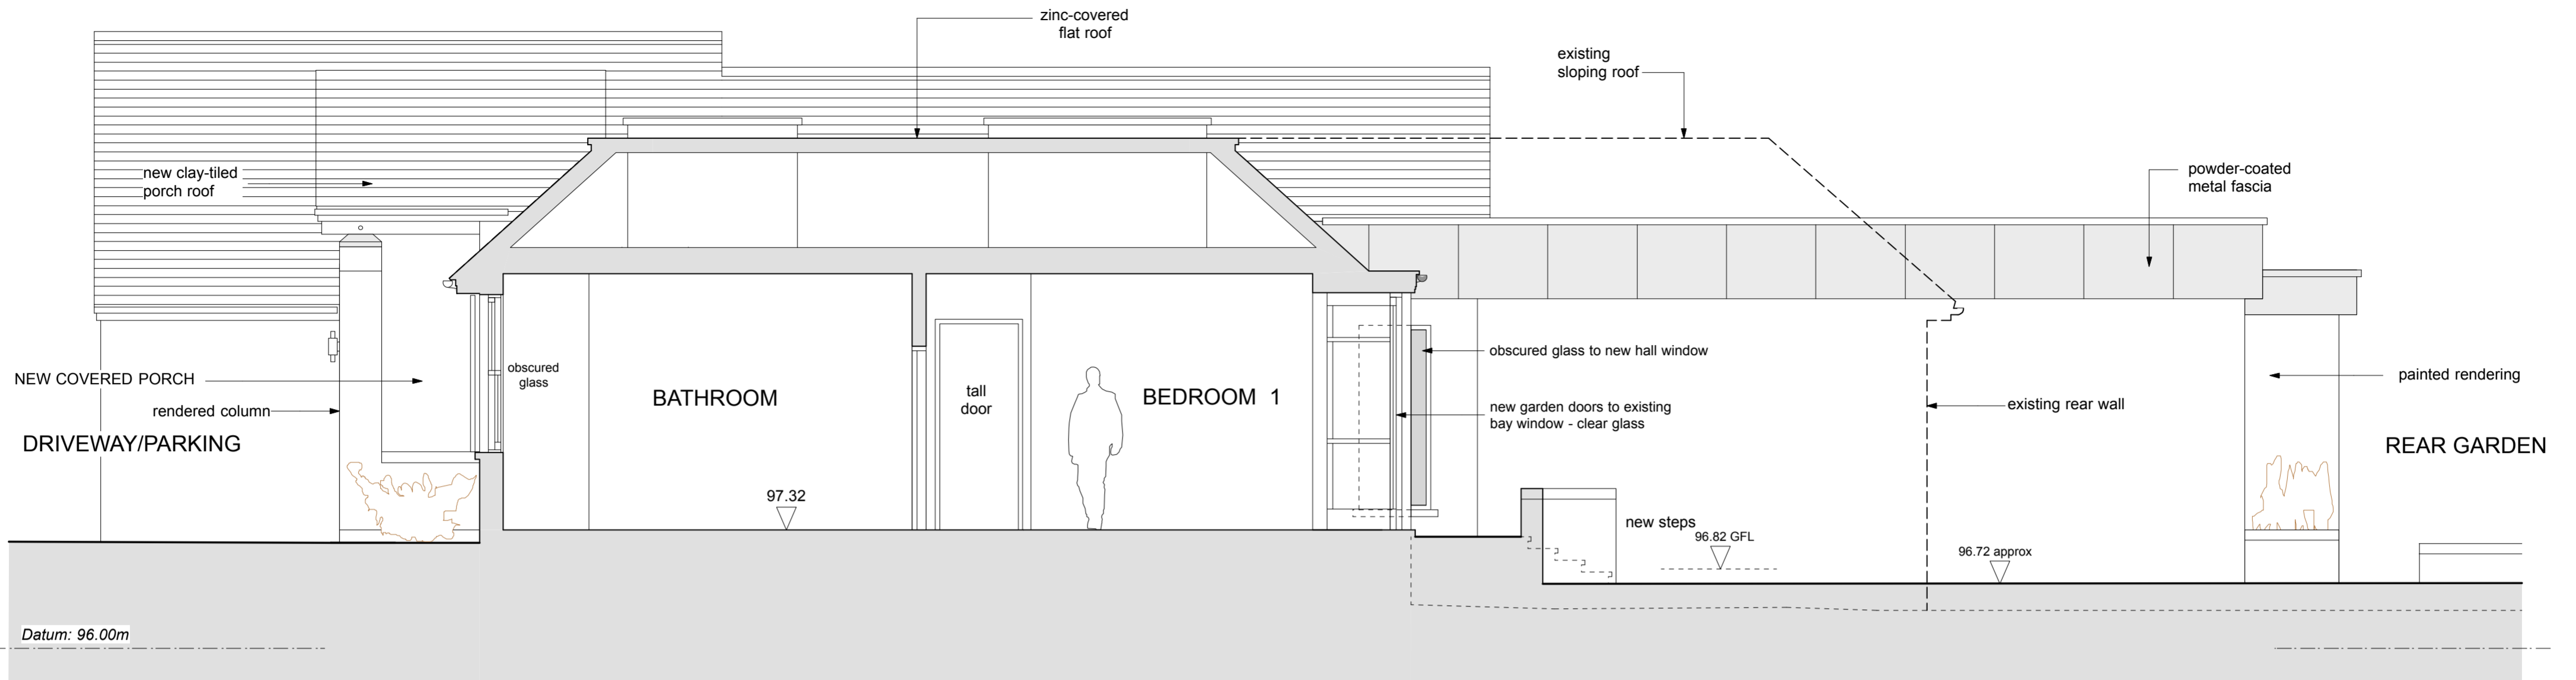 zinc-covered
flat roof
existing
sloping roof
new clay-tiled
porch roof
powder-coated
metal fascia
NEW COVERED PORCH
rendered column
DRIVEWAY/PARKING
obscured
glass
BATHROOM
tall
door
BEDROOM 1
obscured glass to new hall window
new garden doors to existing
bay window - clear glass
existing rear wall
painted rendering
REAR GARDEN
97.32
new steps
96.82 GFL
96.72 approx
Datum: 96.00m